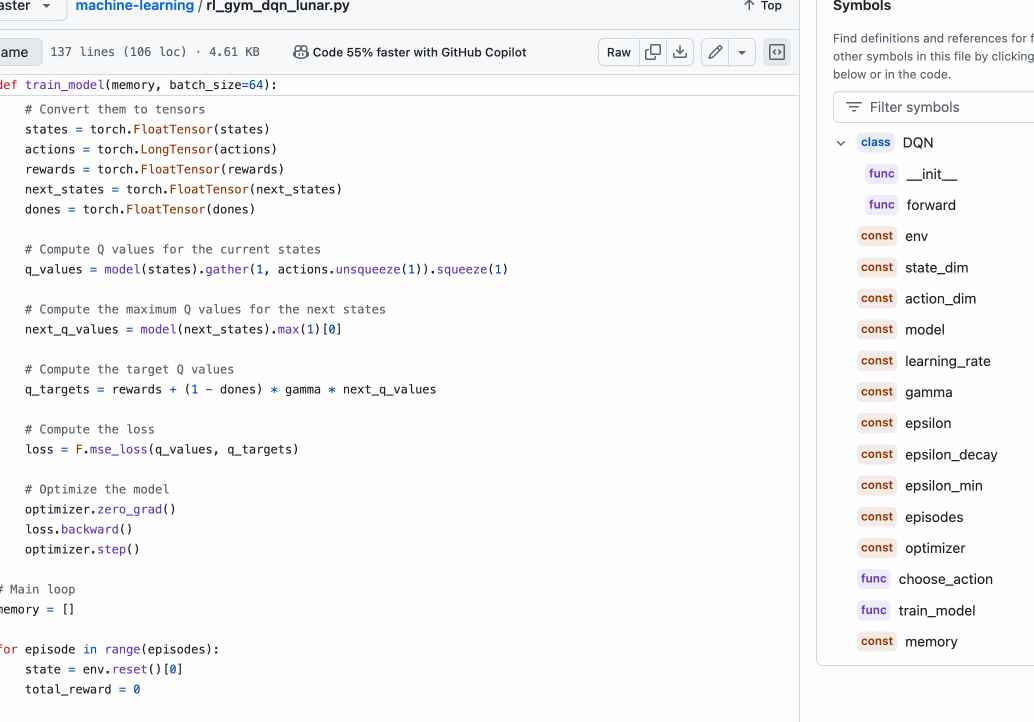 aster machine-learning / rl_gym_dqn_lunar.py Top
ame 137 lines (106 loc) · 4.61 KB Code 55% faster with GitHub Copilot Raw
def train_model(memory, batch_size=64):
# Convert them to tensors
states = torch.FloatTensor(states)
actions = torch.LongTensor(actions)
rewards = torch.FloatTensor(rewards)
next_states = torch.FloatTensor(next_states)
dones = torch.FloatTensor(dones)
# Compute Q values for the current states
q_values = model(states).gather(1, actions.unsqueeze(1)).squeeze(1)
# Compute the maximum Q values for the next states
next_q_values = model(next_states).max(1)[0]
# Compute the target Q values
q_targets = rewards + (1 - dones) * gamma * next_q_values
# Compute the loss
loss = F.mse_loss(q_values, q_targets)
# Optimize the model
optimizer.zero_grad()
loss.backward()
optimizer.step()
# Main loop
memory = []
for episode in range(episodes):
state = env.reset()[0]
total_reward = 0
Symbols
Find definitions and references for f
other symbols in this file by clicking
below or in the code.
Filter symbols
class DQN
func __init__
func forward
const env
const state_dim
const action_dim
const model
const learning_rate
const gamma
const epsilon
const epsilon_decay
const epsilon_min
const episodes
const optimizer
func choose_action
func train_model
const memory